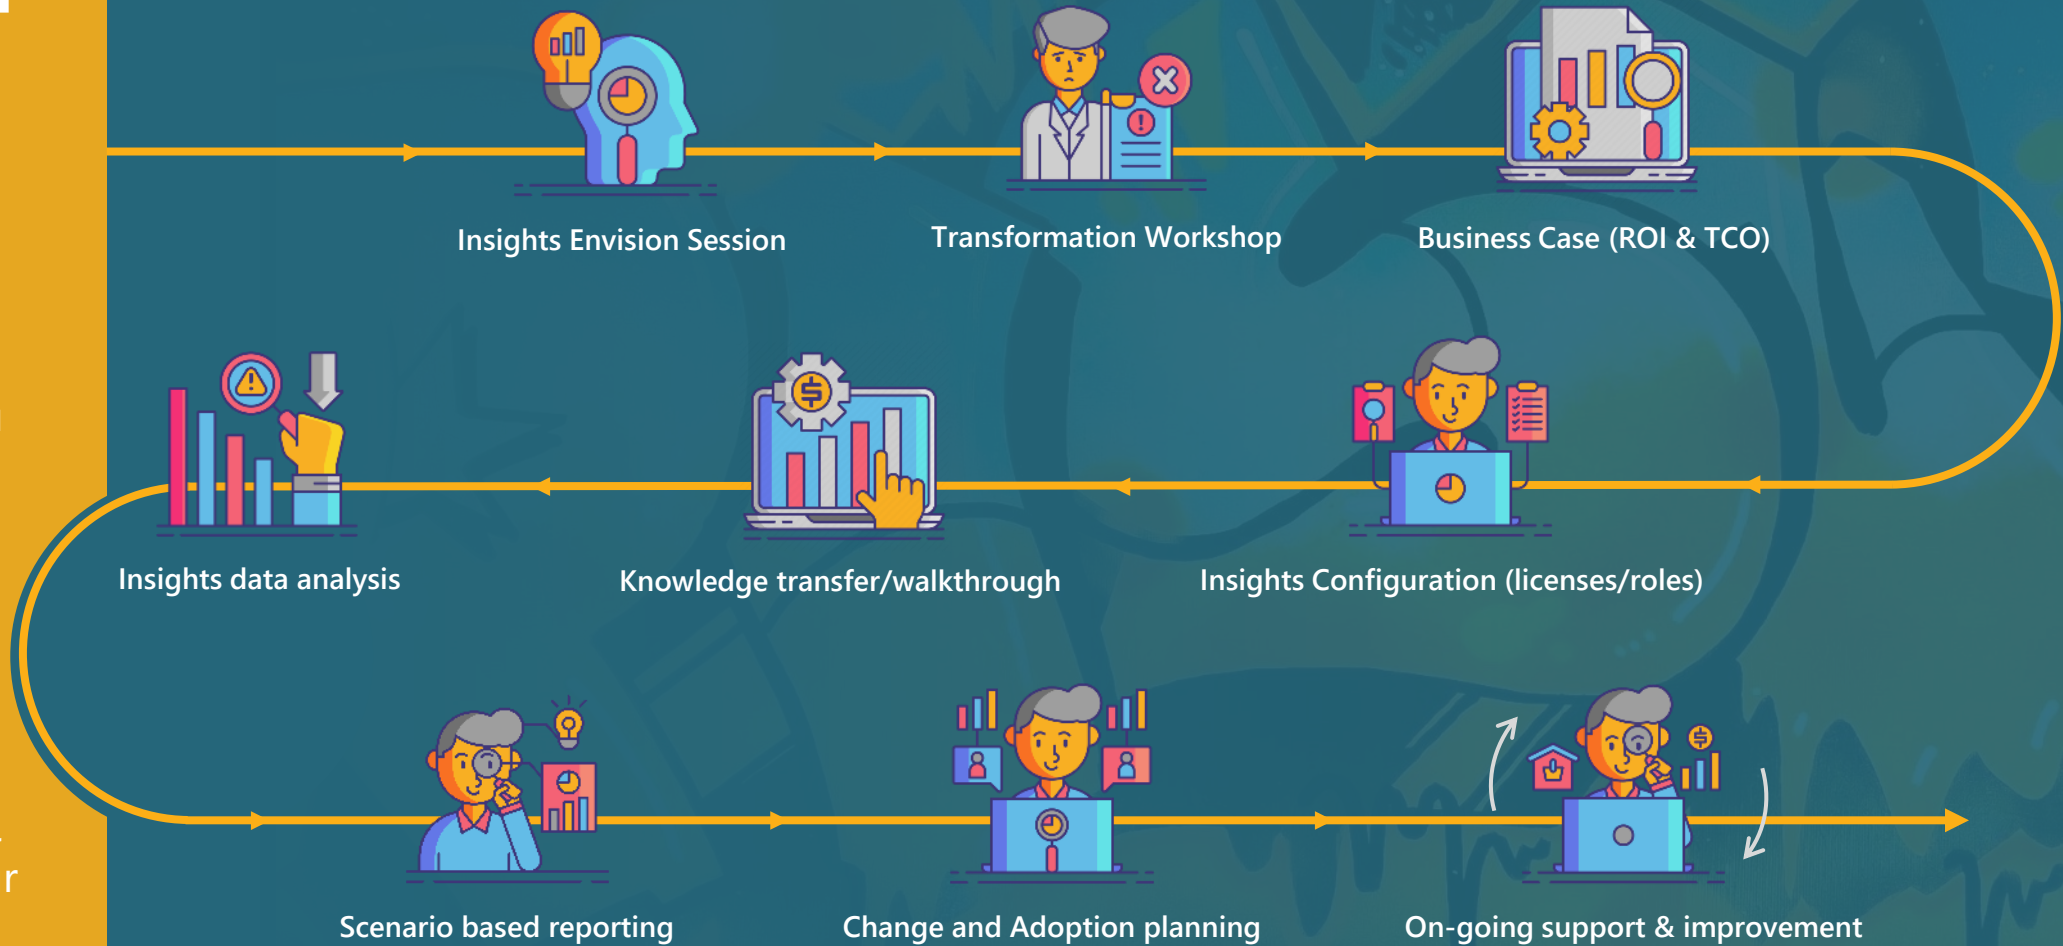 Insights Envision Session
Transformation Workshop
Business Case (ROI & TCO)
Insights data analysis
Knowledge transfer/walkthrough
Insights Configuration (licenses/roles)
r
Scenario based reporting
Change and Adoption planning
On-going support & improvement